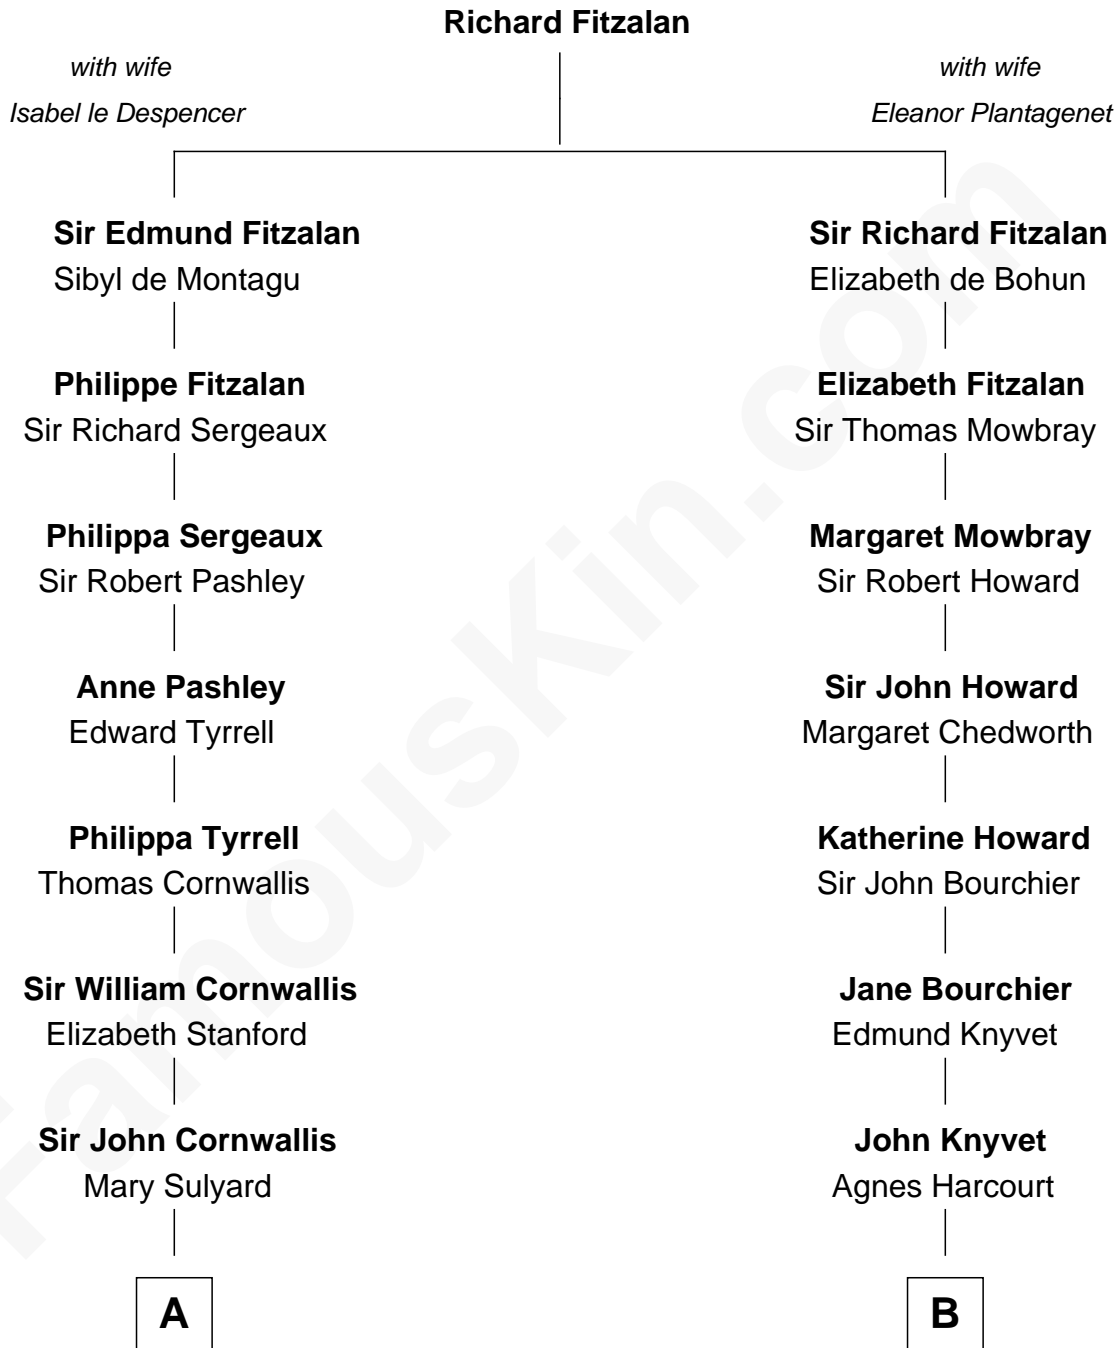 Richard Fitzalan
with wife
Isabel le Despencer
with wife
Eleanor Plantagenet
Sir Edmund Fitzalan
Sibyl de Montagu
Philippe Fitzalan
Sir Richard Sergeaux
Philippa Sergeaux
Sir Robert Pashley
Anne Pashley
Edward Tyrrell
Philippa Tyrrell
Thomas Cornwallis
Sir William Cornwallis
Elizabeth Stanford
Sir John Cornwallis
Mary Sulyard
A
Sir Richard Fitzalan
Elizabeth de Bohun
Elizabeth Fitzalan
Sir Thomas Mowbray
Margaret Mowbray
Sir Robert Howard
Sir John Howard
Margaret Chedworth
Katherine Howard
Sir John Bourchier
Jane Bourchier
Edmund Knyvet
John Knyvet
Agnes Harcourt
B
FamousKin.com